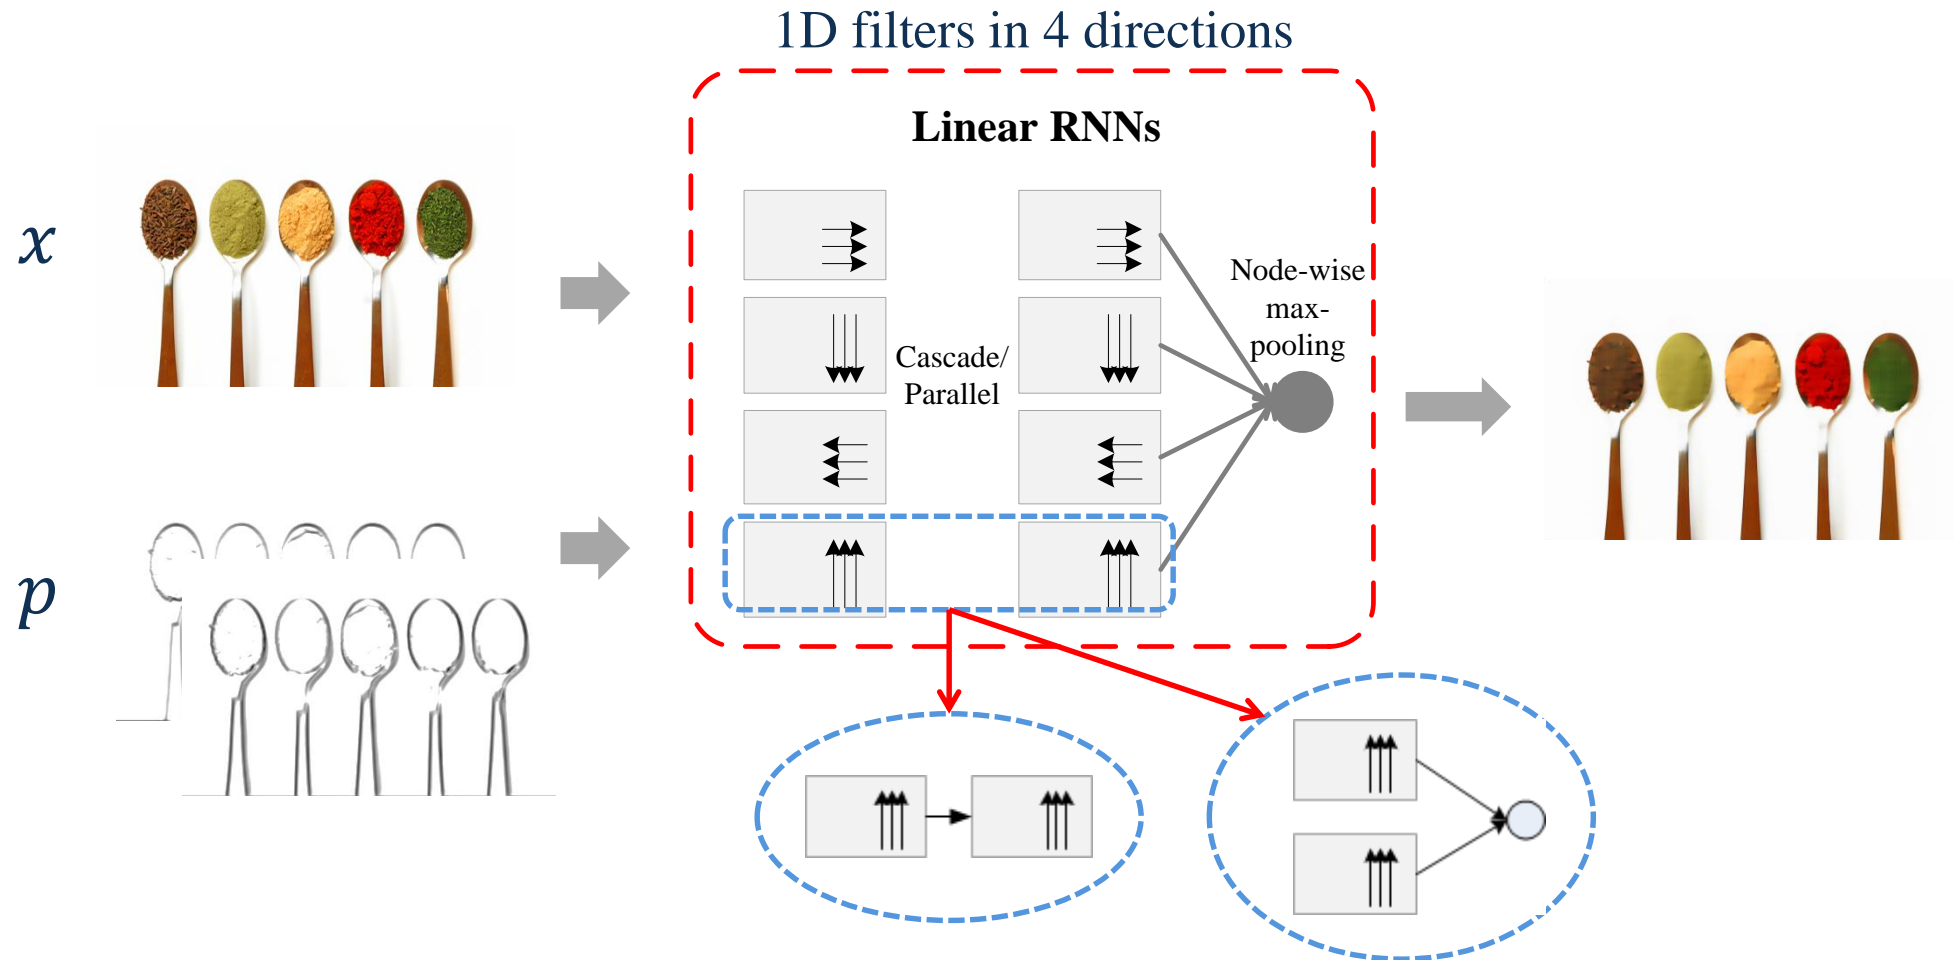 1D filters in 4 directions
Linear RNNs
x
Node-wise
max-
pooling
Cascade/
Parallel
p